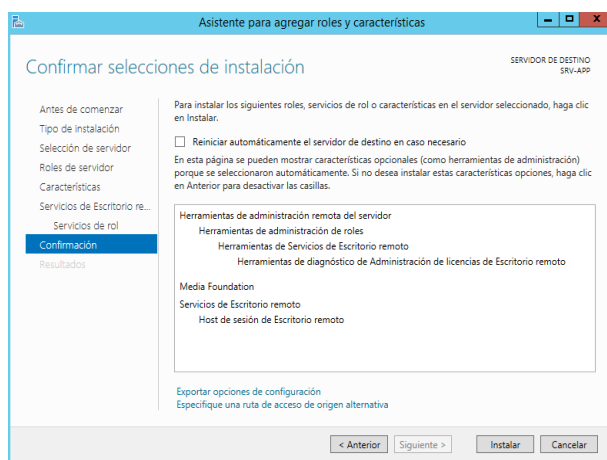 Asistente para agregar roles y características
Confirmar selecciones de instalación
SERVIDOR DE DESTINO
SRV-APP
Antes de comenzar
Tipo de instalación
Selección de servidor
Roles de servidor
Características
Servicios de Escritorio re...
Servicios de rol
Confirmación
Resultados
Para instalar los siguientes roles, servicios de rol o características en el servidor seleccionado, haga clic
en Instalar.
Reiniciar automáticamente el servidor de destino en caso necesario
En esta página se pueden mostrar características opcionales (como herramientas de administración)
porque se seleccionaron automáticamente. Si no desea instalar estas características opciones, haga clic
en Anterior para desactivar las casillas.
Herramientas de administración remota del servidor
Herramientas de administración de roles
Herramientas de Servicios de Escritorio remoto
Herramientas de diagnóstico de Administración de licencias de Escritorio remoto
Media Foundation
Servicios de Escritorio remoto
Host de sesión de Escritorio remoto
Exportar opciones de configuración
Especifique una ruta de acceso de origen alternativa
< Anterior
Siguiente >
Instalar
Cancelar